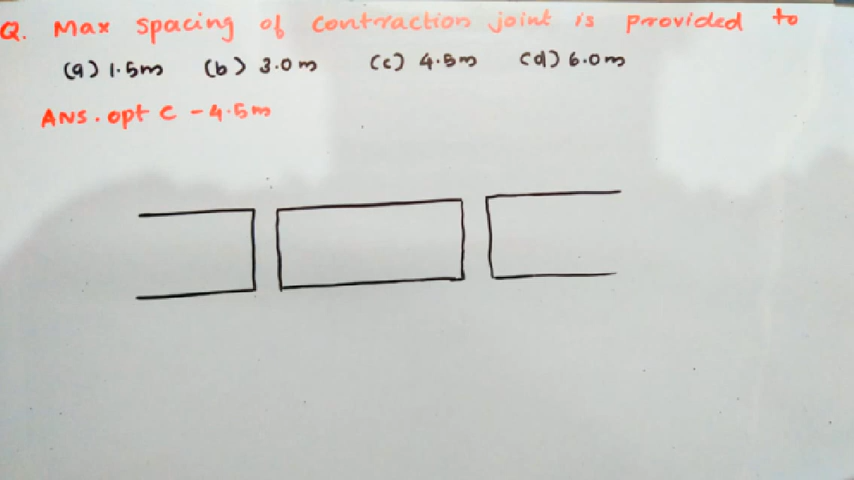 Q. Max spacing of contraction joint is provided to
(a) 1.5m (b) 3.0m (c) 4.5m (d) 6.0m
ANS. opt C - 4.5m